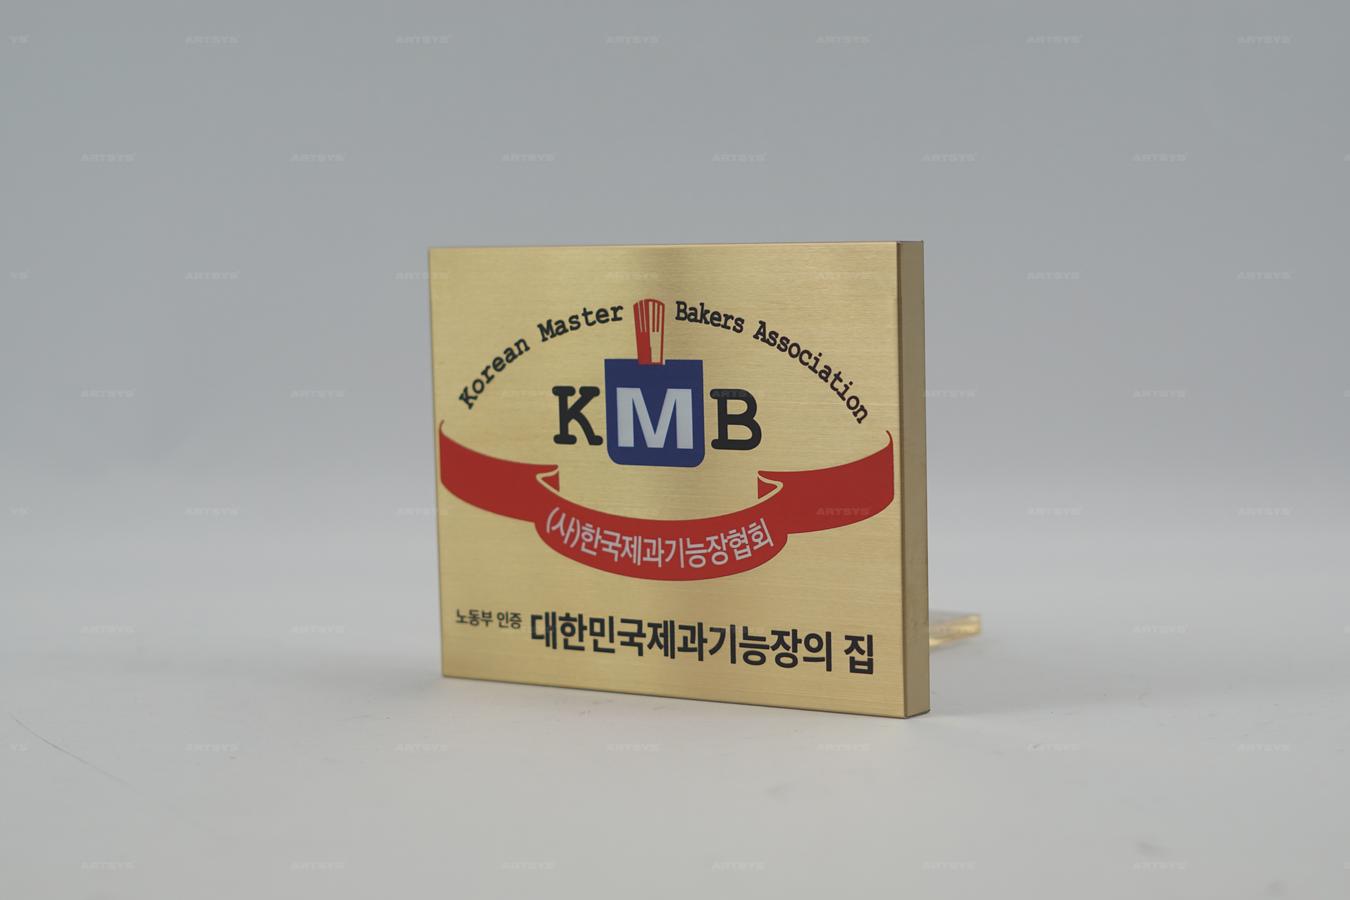 Korean Master Bakers Association
KMB
(사)한국제과기능장협회
노동부 인증 대한민국제과기능장의 집
ARTSYS